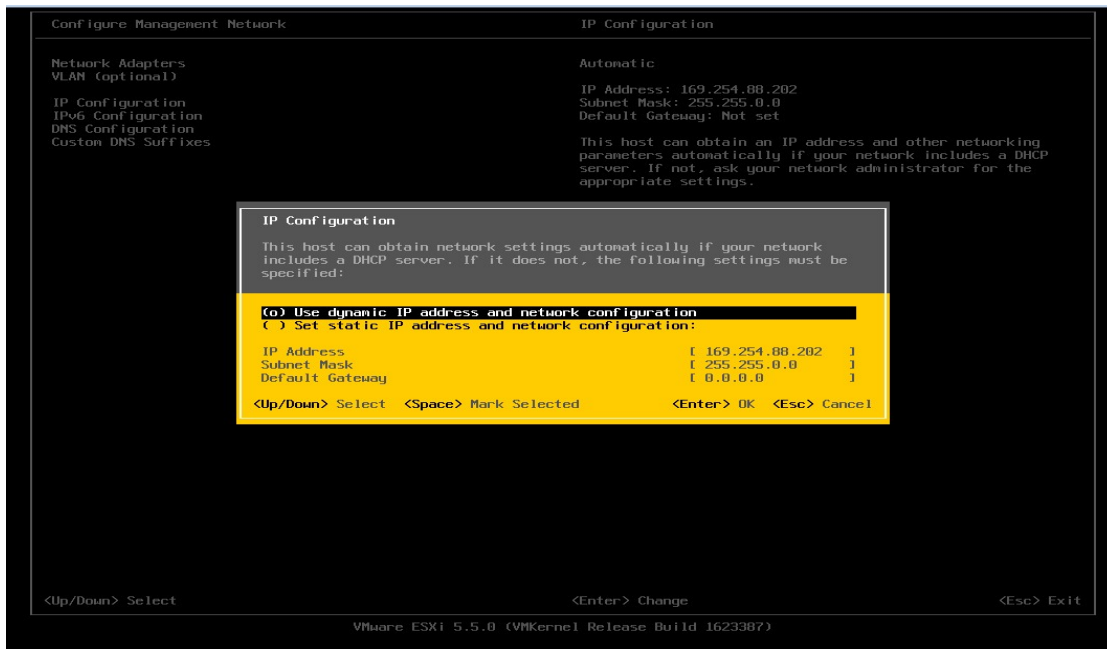 Configure Management Network
IP Configuration
Network Adapters
VLAN (optional)
IP Configuration
IPv6 Configuration
DNS Configuration
Custom DNS Suffixes
Automatic
IP Address: 169.254.88.202
Subnet Mask: 255.255.0.0
Default Gateway: Not set
This host can obtain an IP address and other networking
parameters automatically if your network includes a DHCP
server. If not, ask your network administrator for the
appropriate settings.
IP Configuration
This host can obtain network settings automatically if your network
includes a DHCP server. If it does not, the following settings must be
specified:
(o) Use dynamic IP address and network configuration
( ) Set static IP address and network configuration:
IP Address [ 169.254.88.202 ]
Subnet Mask [ 255.255.0.0 ]
Default Gateway [ 0.0.0.0 ]
<Up/Down> Select <Space> Mark Selected <Enter> OK <Esc> Cancel
<Up/Down> Select <Enter> Change <Esc> Exit
VMware ESXi 5.5.0 (VMKernel Release Build 1623387)